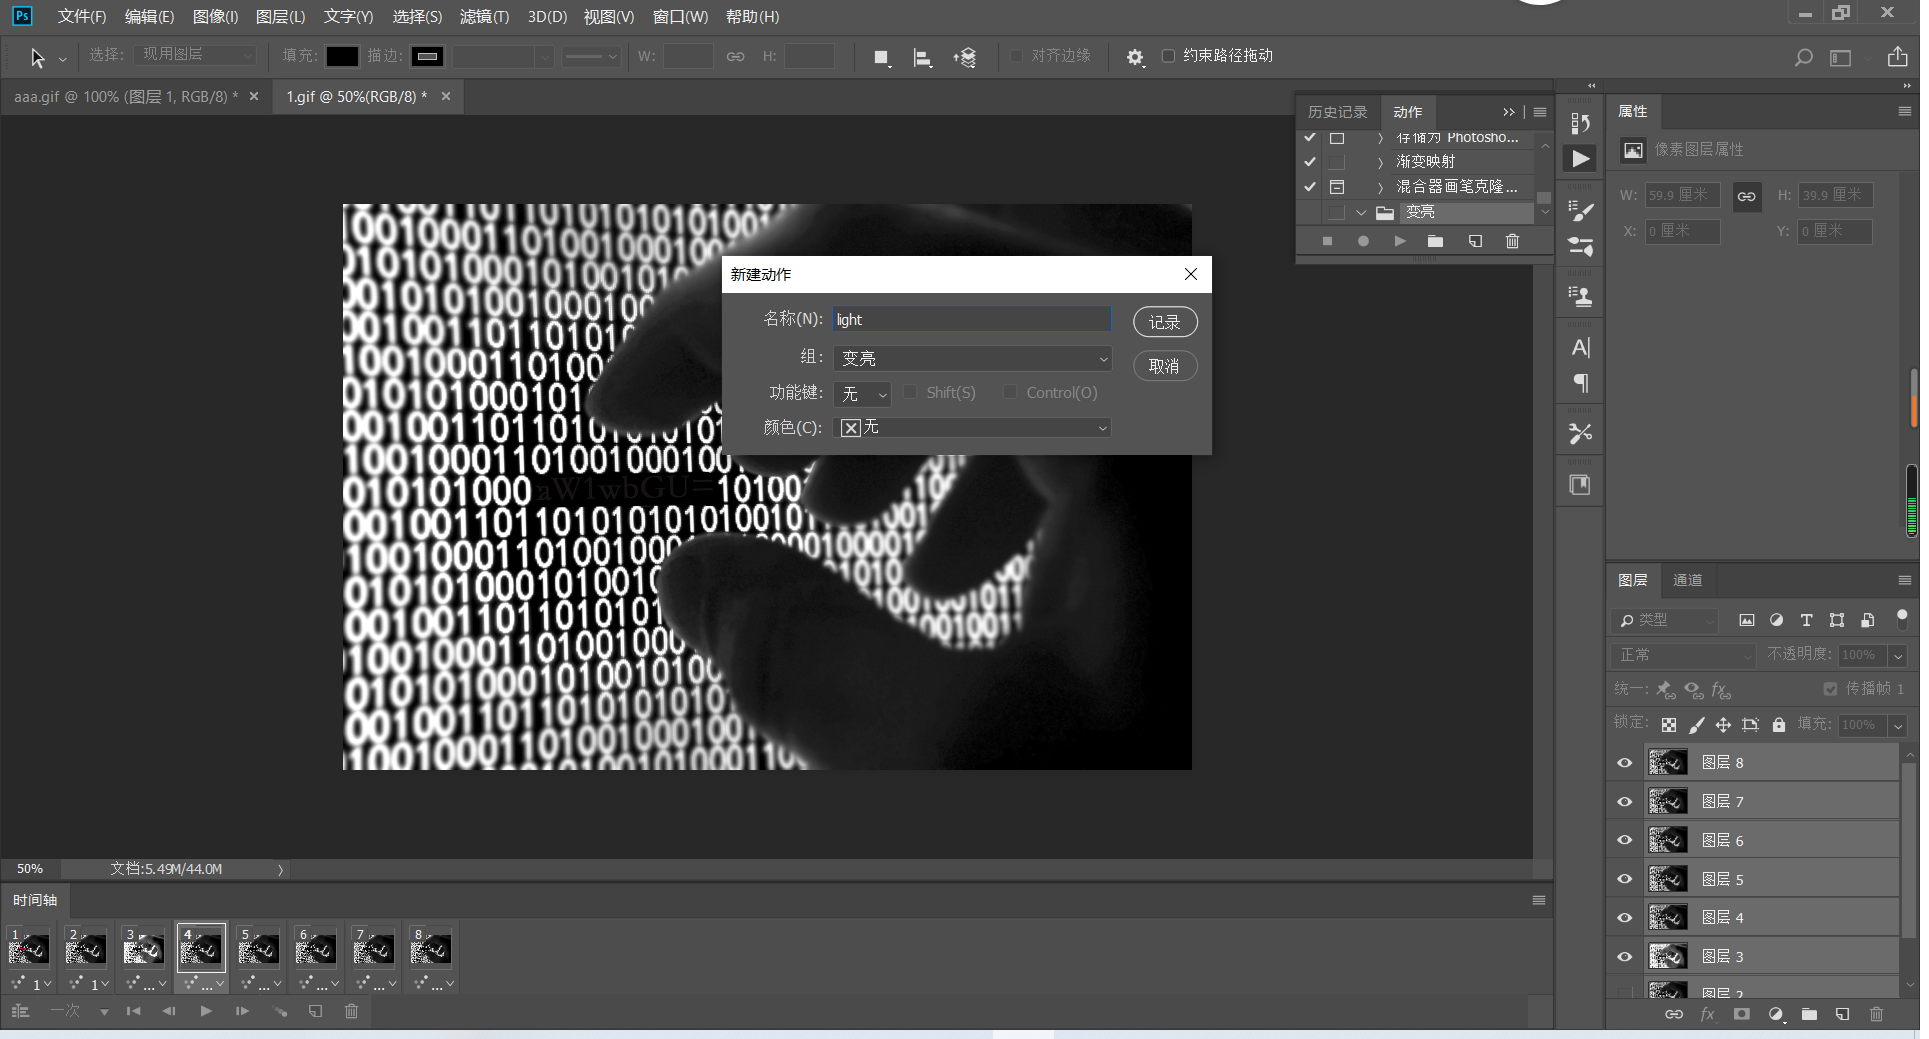 Ps 文件(F) 编辑(E) 图像(I) 图层(L) 文字(Y) 选择(S) 滤镜(T) 3D(D) 视图(V) 窗口(W) 帮助(H)
选择: 现用图层 填充: 描边: W: H: 对齐边缘 约束路径拖动
aaa.gif @ 100% (图层 1, RGB/8) * × 1.gif @ 50%(RGB/8) * ×
历史记录 动作
存储为 Photosho...
渐变映射
混合器画笔克隆...
变亮
属性
像素图层属性
W: 59.9 厘米 H: 39.9 厘米
X: 0 厘米 Y: 0 厘米
新建动作
名称(N): light 记录
组: 变亮 取消
功能键: 无 Shift(S) Control(O)
颜色(C): 无
aW1wbGU=
图层 通道
类型
正常 不透明度: 100%
统一: 传播帧 1
锁定: 填充: 100%
图层 8
图层 7
图层 6
图层 5
图层 4
图层 3
图层 2
50% 文档:5.49M/44.0M
时间轴
1 2 3 4 5 6 7 8
1 1 ... ... ... ... ... ...
一次